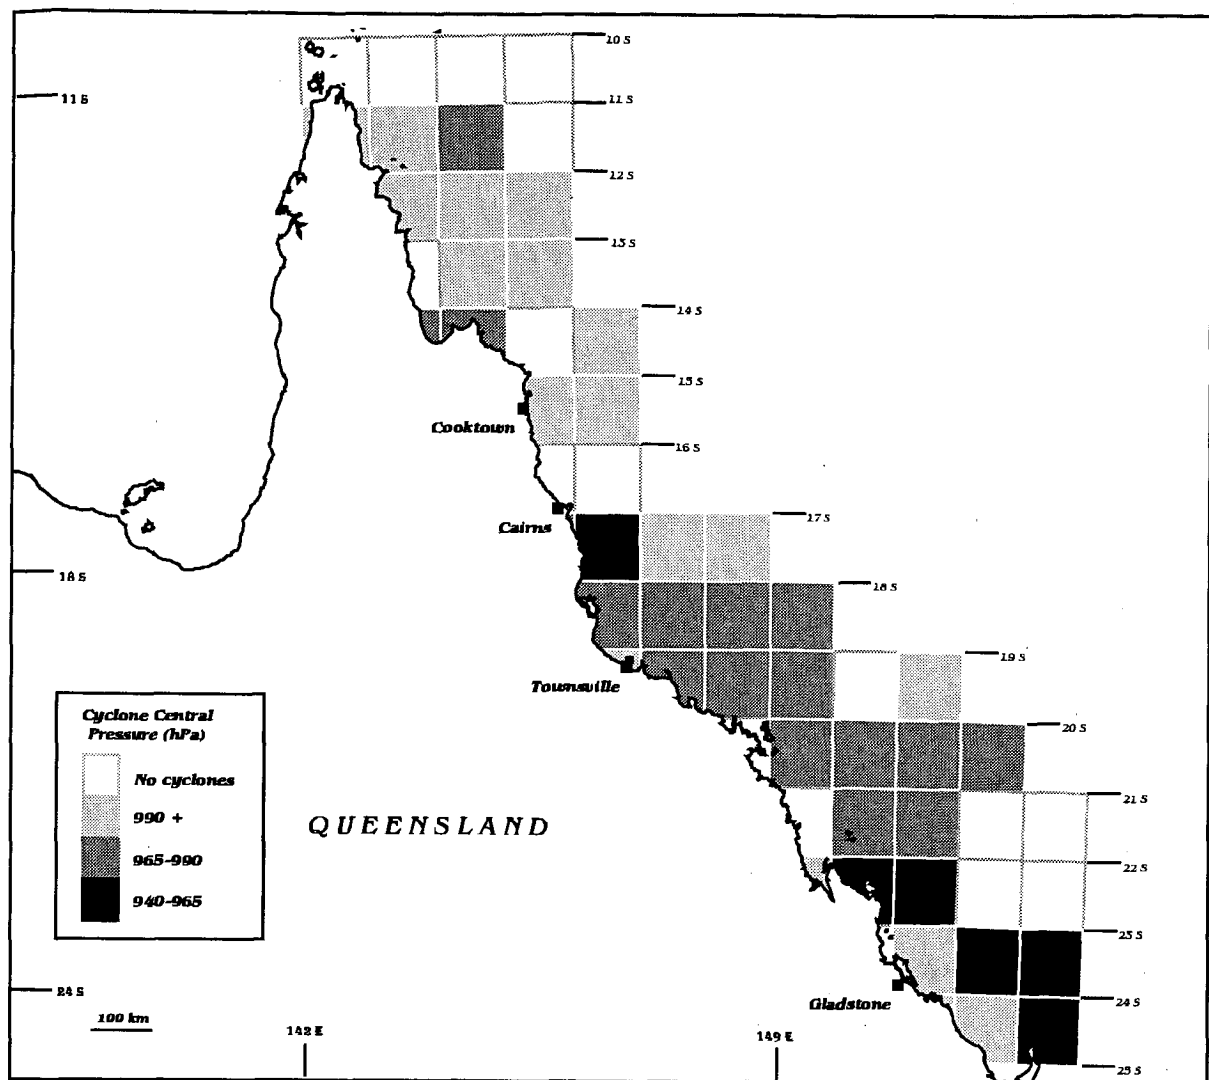 10 S
11 S
11 S
12 S
13 S
14 S
15 S
Cooktown
16 S
Cairns
17 S
18 S
18 S
19 S
Townsville
Cyclone Central
Pressure (hPa)
No cyclones
990 +
965-990
940-965
20 S
QUEENSLAND
21 S
22 S
23 S
24 S
24 S
Gladstone
100 km
142 E
149 E
25 S